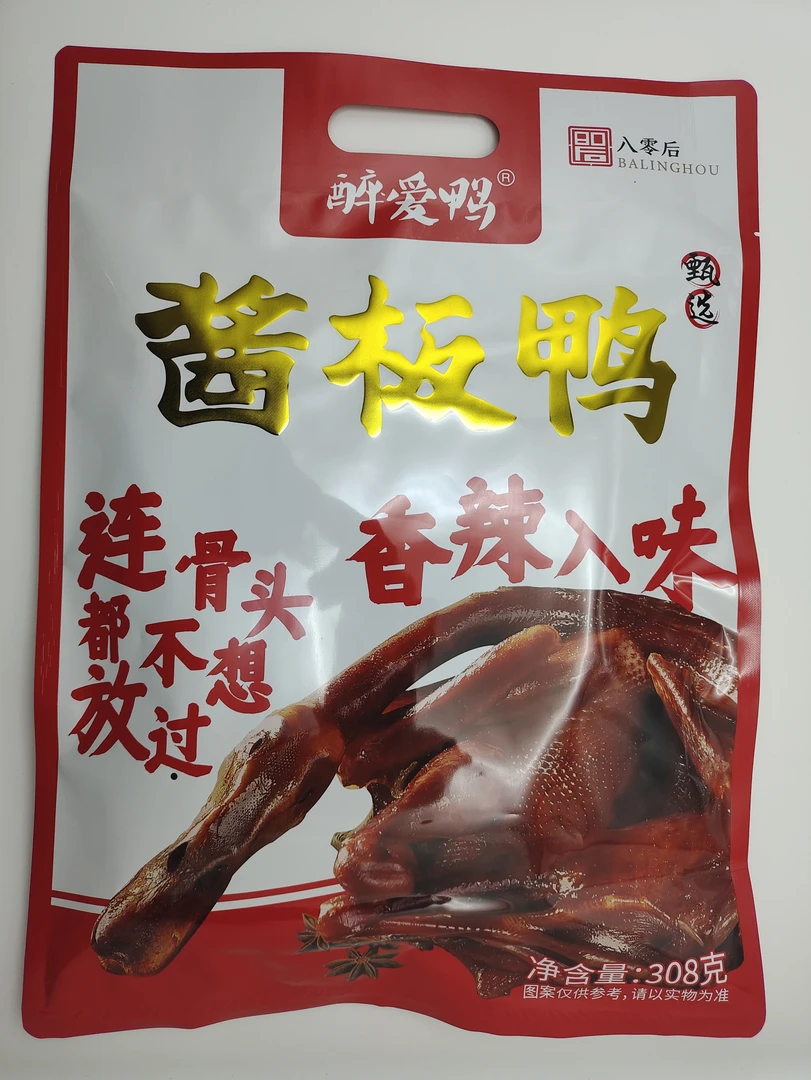 醉爱鸭®
八零后
BALINGHOU
甄选
酱板鸭
香辣入味
连骨头
都不想
放过
净含量:308克
图案仅供参考,请以实物为准